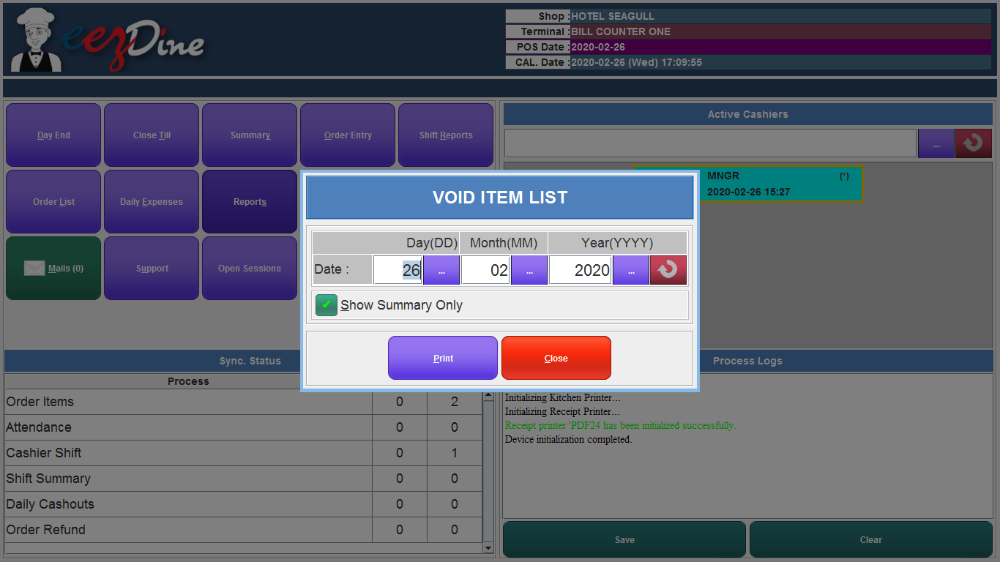 eezDine
Shop : HOTEL SEAGULL
Terminal : BILL COUNTER ONE
POS Date : 2020-02-26
CAL. Date : 2020-02-26 (Wed) 17:09:55
Day End
Close Till
Summary
Order Entry
Shift Reports
Order List
Daily Expenses
Reports
Mails (0)
Support
Open Sessions
Active Cashiers
...
MNGR (*)
2020-02-26 15:27
VOID ITEM LIST
Day(DD) Month(MM) Year(YYYY)
Date : 26 ... 02 ... 2020 ...
✔ Show Summary Only
Print
Close
Sync. Status
Process
Order Items 0 2
Attendance 0 0
Cashier Shift 0 1
Shift Summary 0 0
Daily Cashouts 0 0
Order Refund 0 0
Process Logs
Initializing Kitchen Printer...
Initializing Receipt Printer...
Receipt printer 'PDF24 has been initialized successfully.
Device initialization completed.
Save
Clear